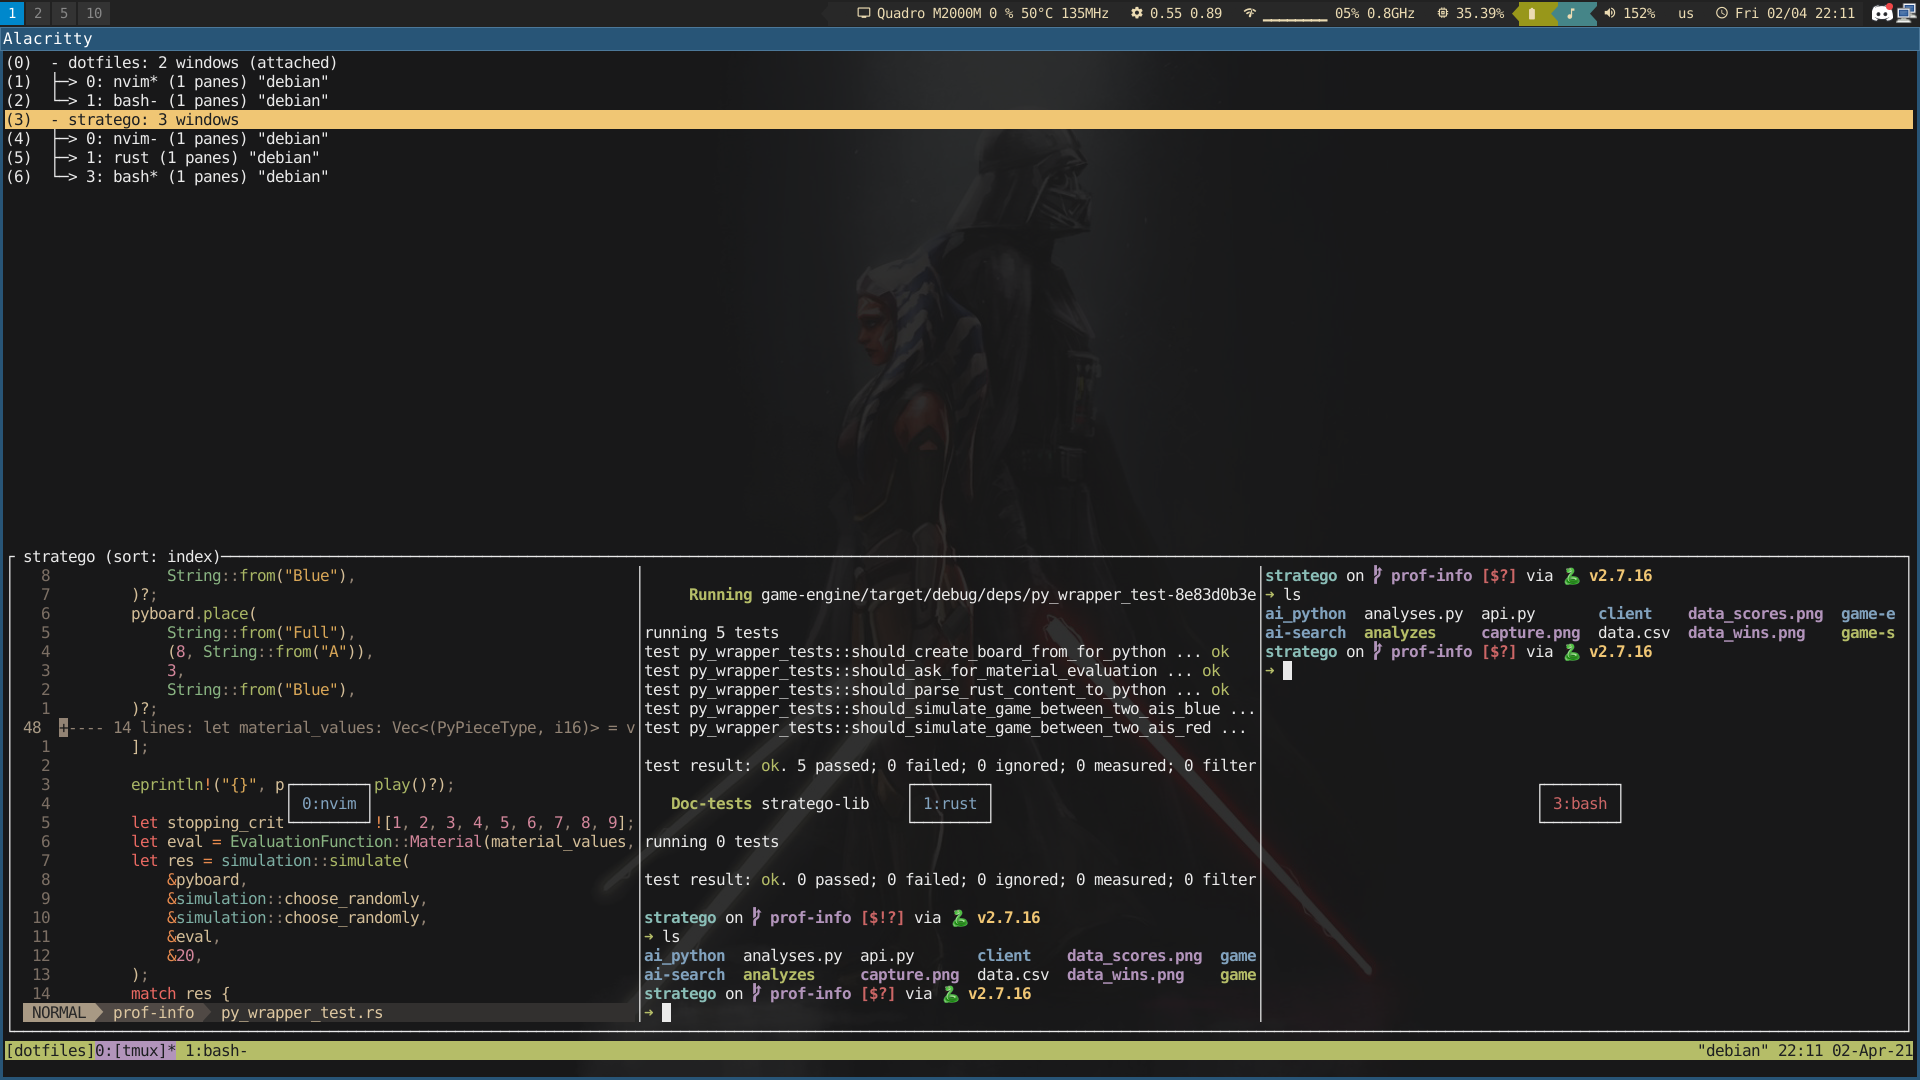 1 2 5 10 Quadro M2000M 0 % 50°C 135MHz 0.55 0.89 05% 0.8GHz 35.39% 152% us Fri 02/04 22:11
Alacritty
(0)  - dotfiles: 2 windows (attached)
(1)  ├─> 0: nvim* (1 panes) "debian"
(2)  └─> 1: bash- (1 panes) "debian"
(3)  - stratego: 3 windows
(4)  ├─> 0: nvim- (1 panes) "debian"
(5)  ├─> 1: rust (1 panes) "debian"
(6)  └─> 3: bash* (1 panes) "debian"
stratego (sort: index)
8 String::from("Blue"),
7 )?;
6 pyboard.place(
5 String::from("Full"),
4 (8, String::from("A")),
3 3,
2 String::from("Blue"),
1 )?;
48 +---- 14 lines: let material_values: Vec<(PyPieceType, i16)> = v
1 ];
2
3 eprintln!("{}", p play()?);
4 0:nvim
5 let stopping_crit ![1, 2, 3, 4, 5, 6, 7, 8, 9];
6 let eval = EvaluationFunction::Material(material_values,
7 let res = simulation::simulate(
8 &pyboard,
9 &simulation::choose_randomly,
10 &simulation::choose_randomly,
11 &eval,
12 &20,
13 );
14 match res {
NORMAL prof-info py_wrapper_test.rs
Running game-engine/target/debug/deps/py_wrapper_test-8e83d0b3e
running 5 tests
test py_wrapper_tests::should_create_board_from_for_python ... ok
test py_wrapper_tests::should_ask_for_material_evaluation ... ok
test py_wrapper_tests::should_parse_rust_content_to_python ... ok
test py_wrapper_tests::should_simulate_game_between_two_ais_blue ...
test py_wrapper_tests::should_simulate_game_between_two_ais_red ...
test result: ok. 5 passed; 0 failed; 0 ignored; 0 measured; 0 filter
Doc-tests stratego-lib 1:rust
running 0 tests
test result: ok. 0 passed; 0 failed; 0 ignored; 0 measured; 0 filter
stratego on prof-info [$!?] via 🐍 v2.7.16
➜ ls
ai_python analyses.py api.py client data_scores.png game
ai-search analyzes capture.png data.csv data_wins.png game
stratego on prof-info [$?] via 🐍 v2.7.16
➜
stratego on prof-info [$?] via 🐍 v2.7.16
➜ ls
ai_python analyses.py api.py client data_scores.png game-e
ai-search analyzes capture.png data.csv data_wins.png game-s
stratego on prof-info [$?] via 🐍 v2.7.16
➜
3:bash
[dotfiles]0:[tmux]* 1:bash- "debian" 22:11 02-Apr-21